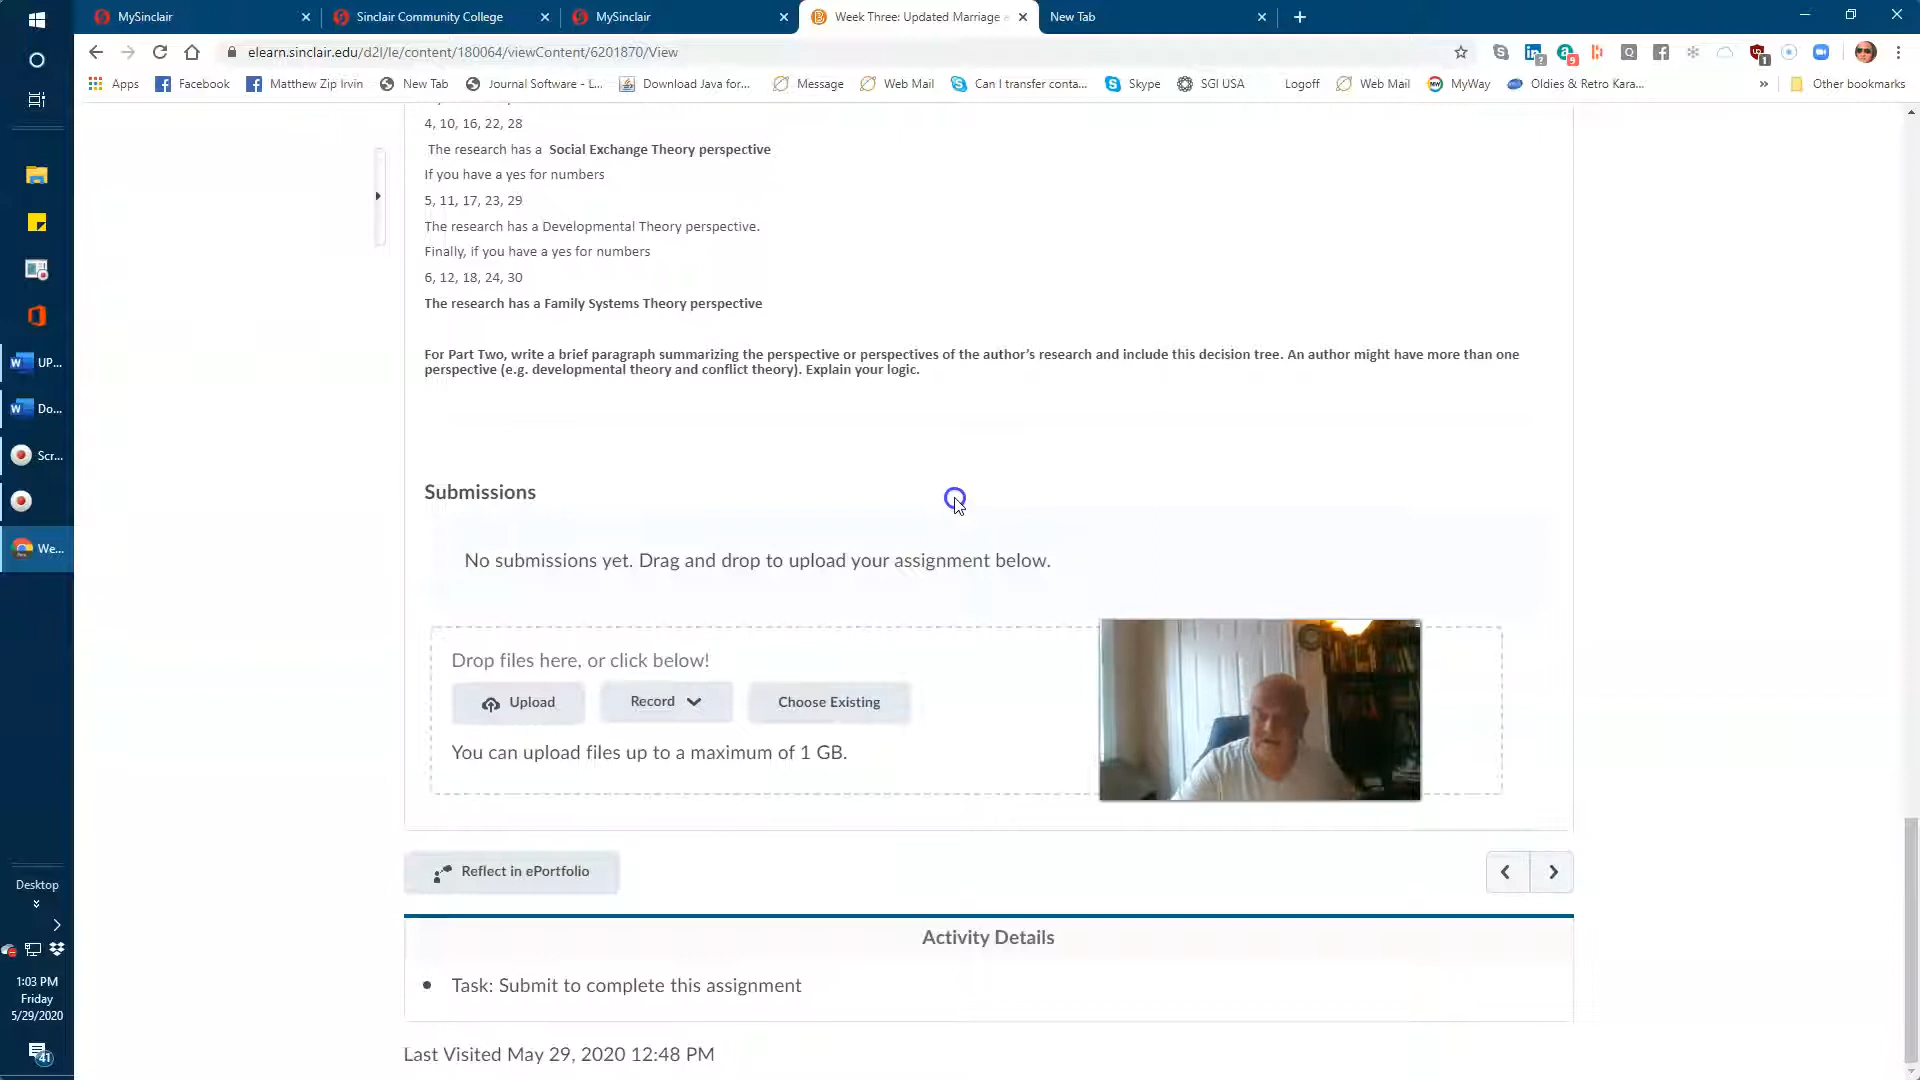 MySinclair
Sinclair Community College
MySinclair
Week Three: Updated Marriage
New Tab
elearn.sinclair.edu/d2l/le/content/180064/viewContent/6201870/View
Apps
Facebook
Matthew Zip Irvin
New Tab
Journal Software - L...
Download Java for...
Message
Web Mail
Can I transfer conta...
Skype
SGI USA
Logoff
Web Mail
MyWay
Oldies & Retro Kara...
»
Other bookmarks
4, 10, 16, 22, 28
The research has a Social Exchange Theory perspective
If you have a yes for numbers
5, 11, 17, 23, 29
The research has a Developmental Theory perspective.
Finally, if you have a yes for numbers
6, 12, 18, 24, 30
The research has a Family Systems Theory perspective
For Part Two, write a brief paragraph summarizing the perspective or perspectives of the author's research and include this decision tree. An author might have more than one
perspective (e.g. developmental theory and conflict theory). Explain your logic.
Submissions
No submissions yet. Drag and drop to upload your assignment below.
Drop files here, or click below!
Upload
Record
Choose Existing
You can upload files up to a maximum of 1 GB.
Reflect in ePortfolio
Activity Details
Task: Submit to complete this assignment
Last Visited May 29, 2020 12:48 PM
UP...
Do...
Scr...
We...
Desktop
1:03 PM
Friday
5/29/2020
41